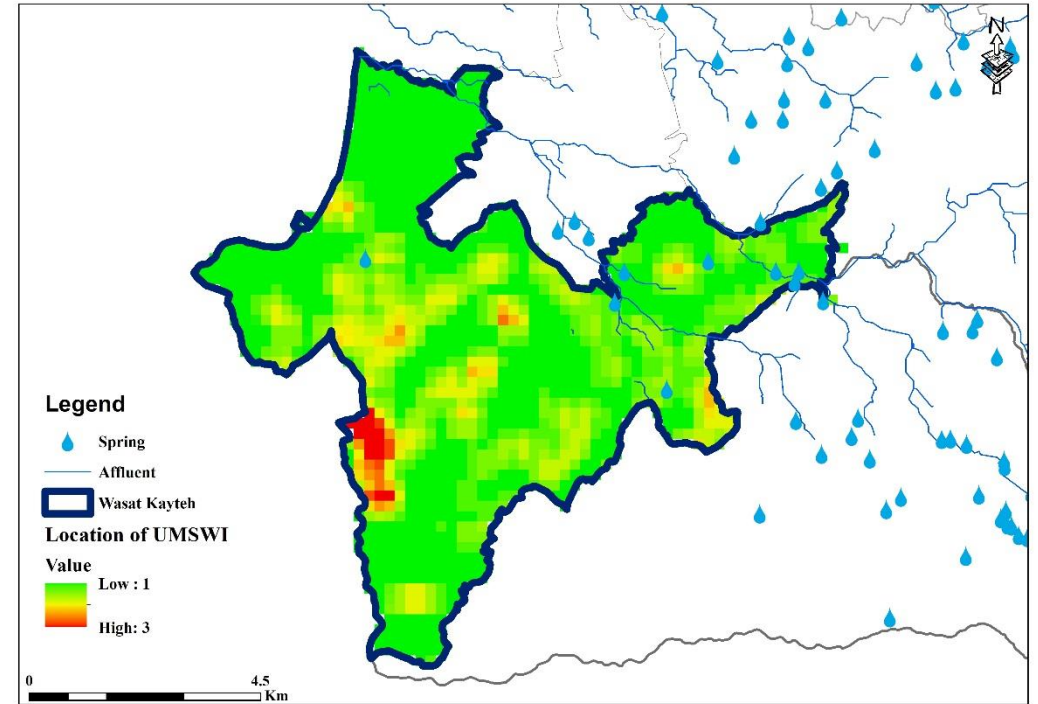 N
Legend
Spring
Affluent
Wasat Kayteh
Location of UMSWI
Value
Low : 1
High: 3
0 4.5
Km